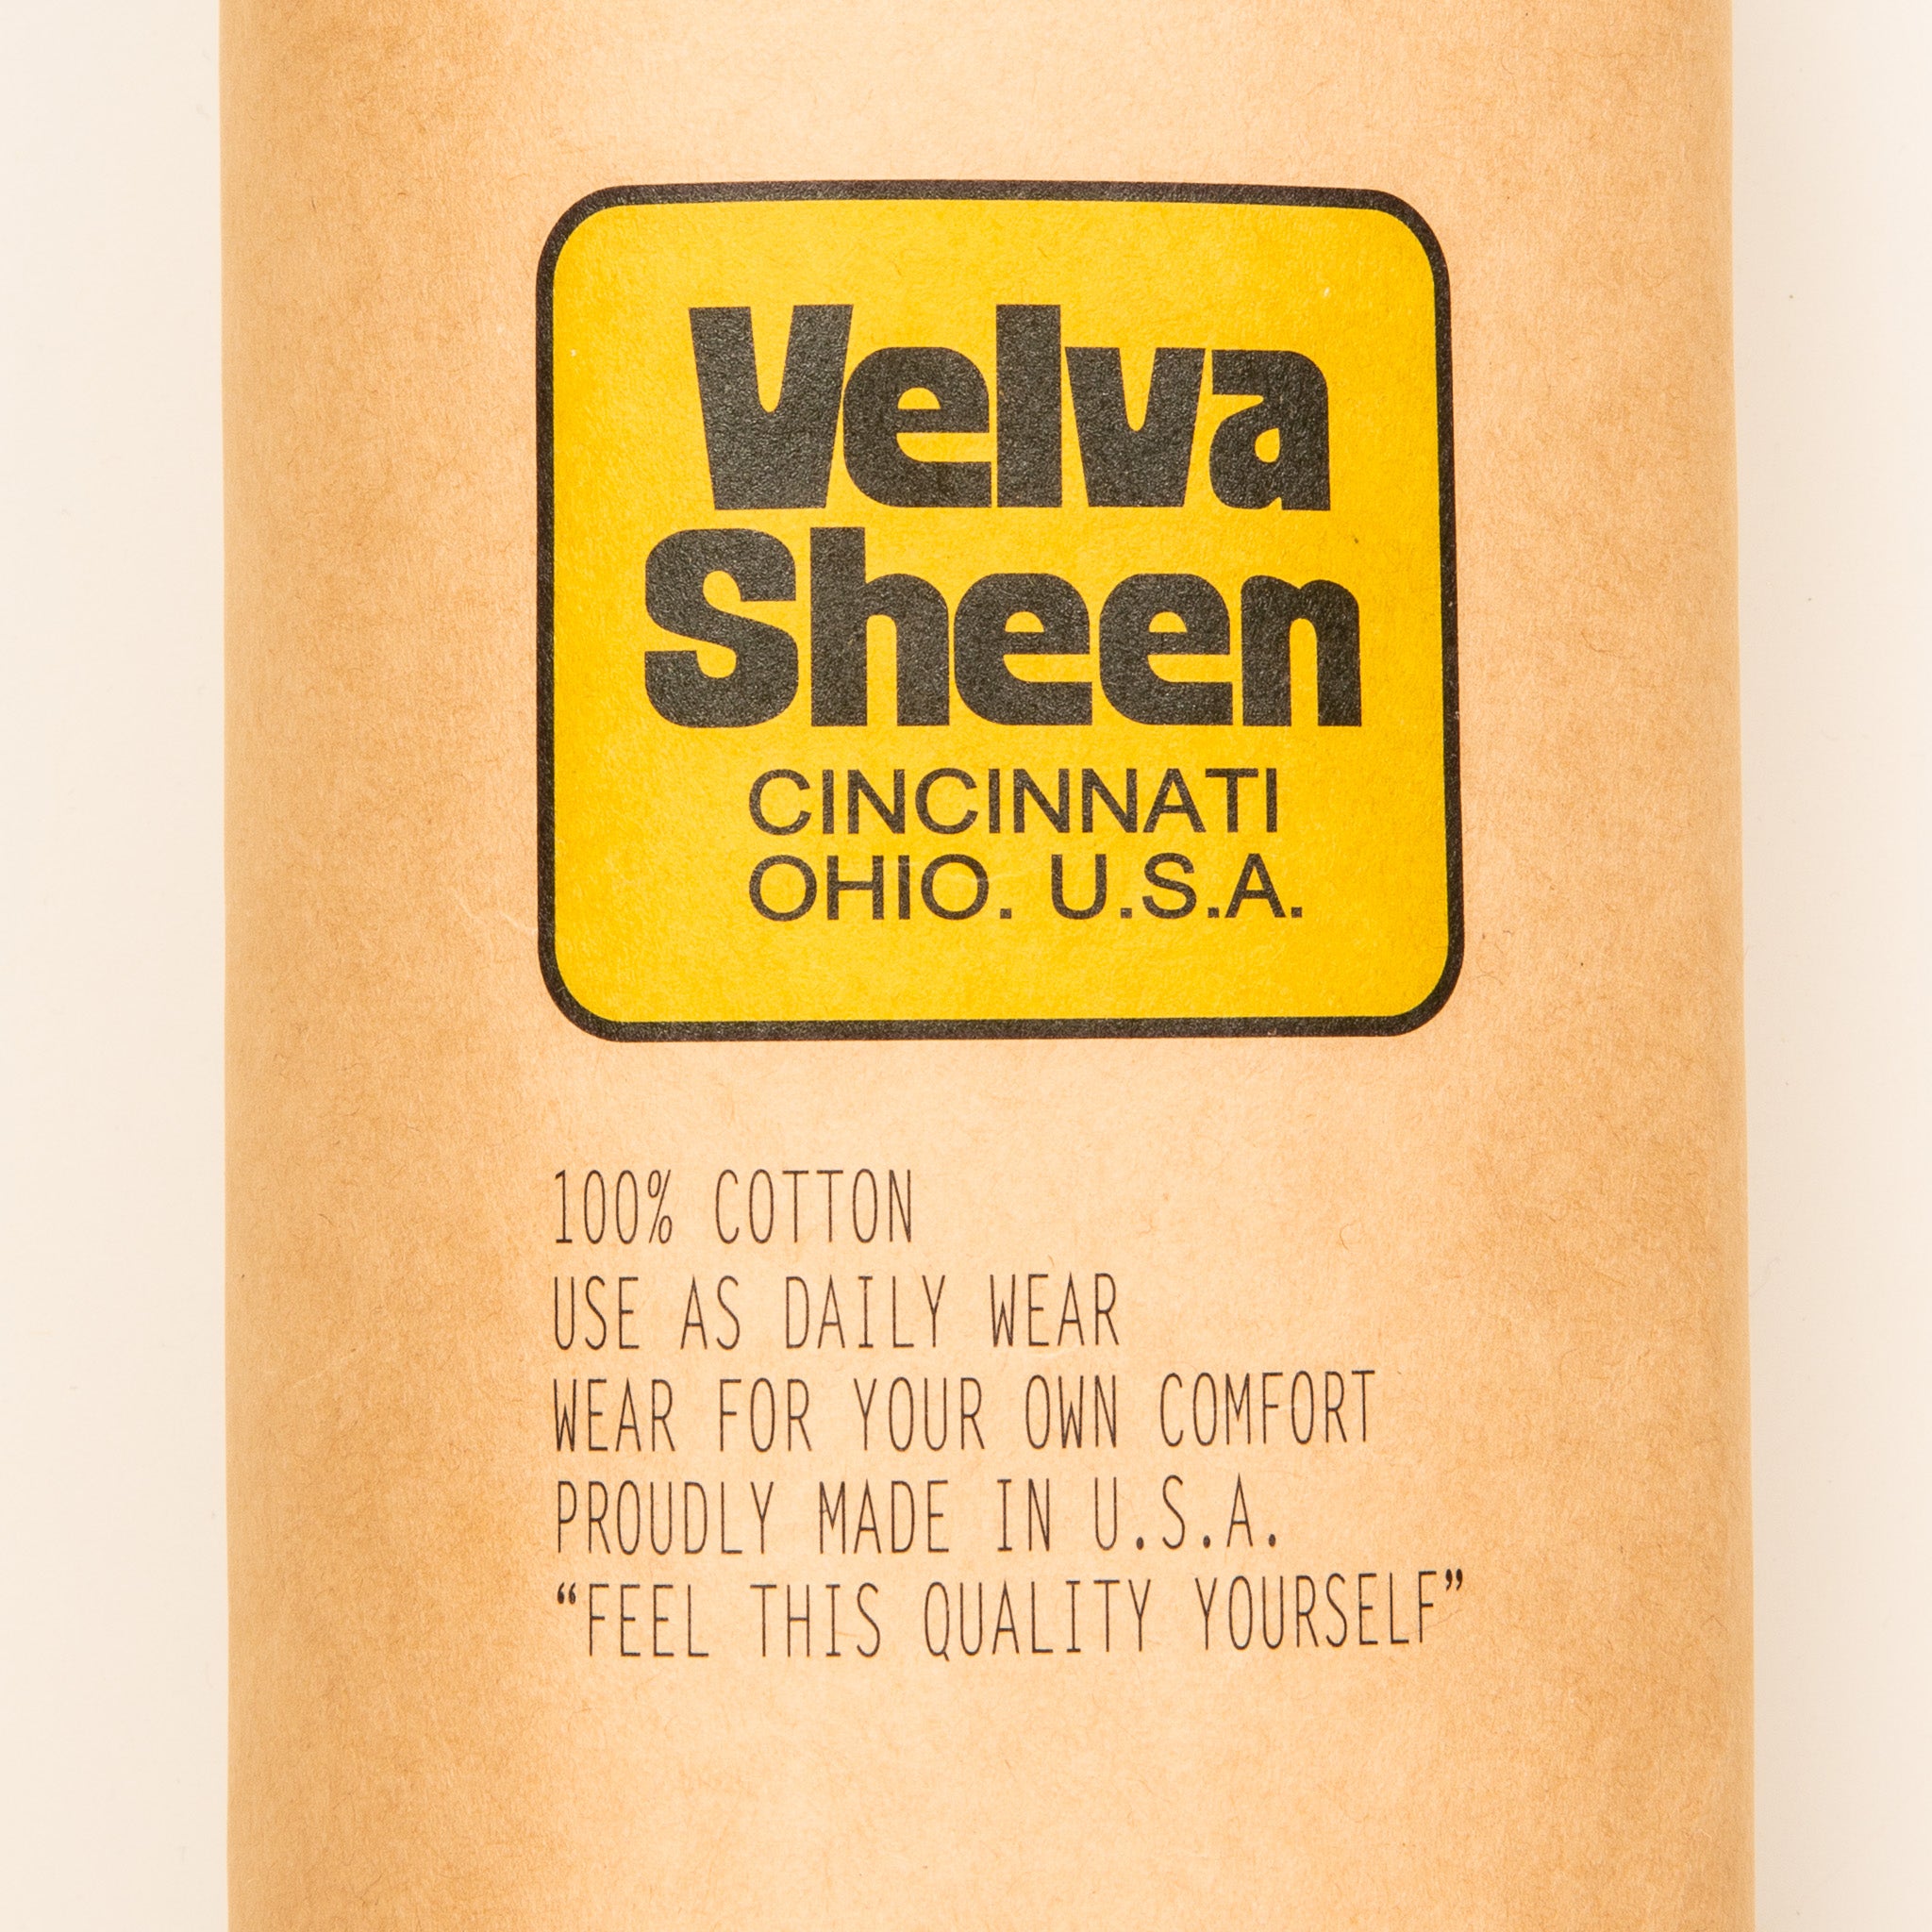 Velva
Sheen
CINCINNATI
OHIO. U.S.A.
100% COTTON
USE AS DAILY WEAR
WEAR FOR YOUR OWN COMFORT
PROUDLY MADE IN U.S.A.
“FEEL THIS QUALITY YOURSELF”